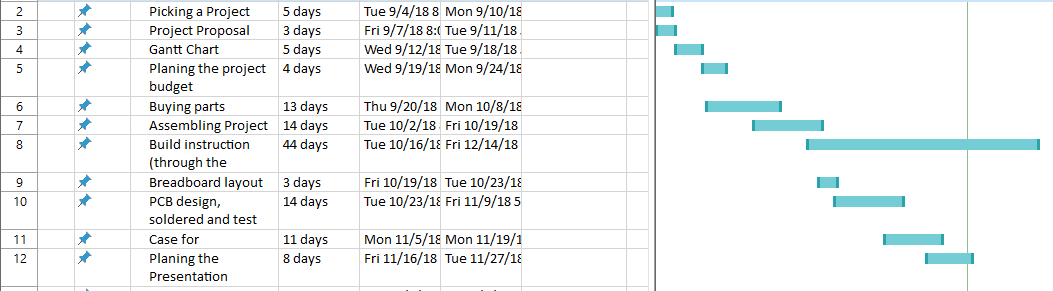 2 Picking a Project 5 days Tue 9/4/18 8 Mon 9/10/18
3 Project Proposal 3 days Fri 9/7/18 8:0 Tue 9/11/18
4 Gantt Chart 5 days Wed 9/12/18 Tue 9/18/18
5 Planing the project 4 days Wed 9/19/18 Mon 9/24/18
budget
6 Buying parts 13 days Thu 9/20/18 Mon 10/8/18
7 Assembling Project 14 days Tue 10/2/18 Fri 10/19/18
8 Build instruction 44 days Tue 10/16/18 Fri 12/14/18
(through the
9 Breadboard layout 3 days Fri 10/19/18 Tue 10/23/18
10 PCB design, 14 days Tue 10/23/18 Fri 11/9/18 5
soldered and test
11 Case for 11 days Mon 11/5/18 Mon 11/19/1
12 Planing the 8 days Fri 11/16/18 Tue 11/27/18
Presentation